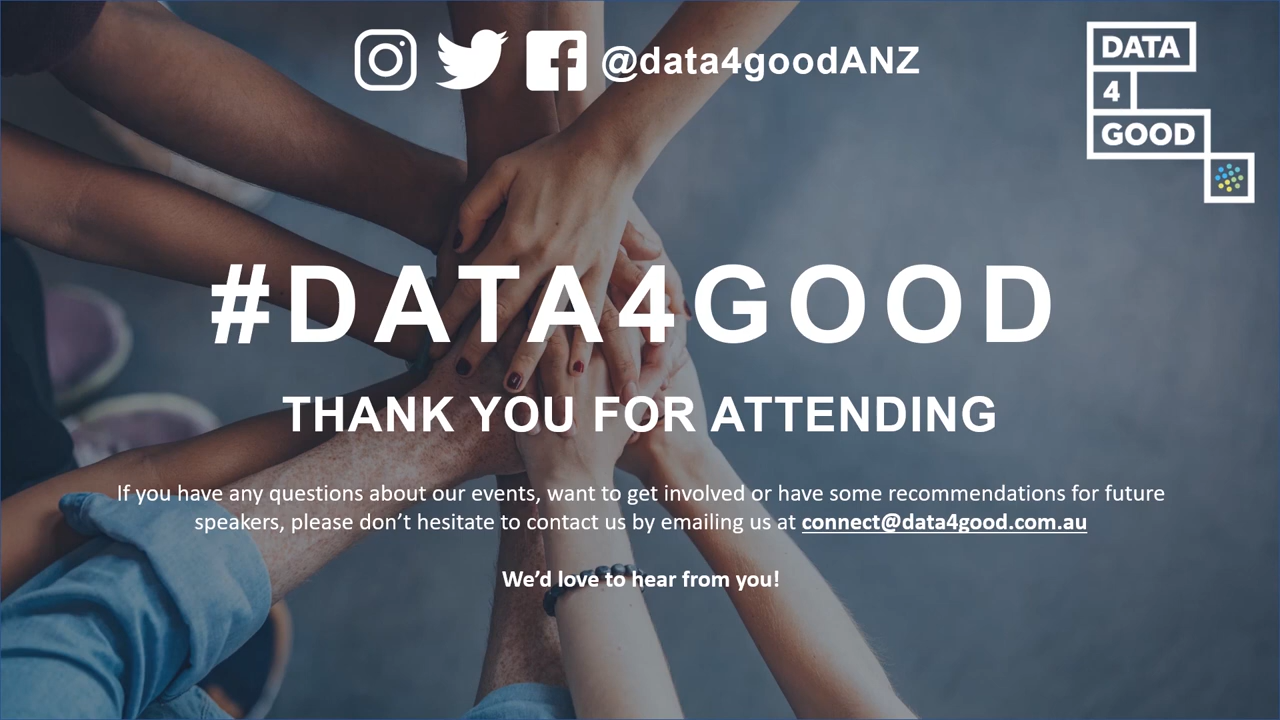 @data4goodANZ
DATA
4
GOOD
#DATA4GOOD
THANK YOU FOR ATTENDING
If you have any questions about our events, want to get involved or have some recommendations for future
speakers, please don’t hesitate to contact us by emailing us at connect@data4good.com.au
We’d love to hear from you!